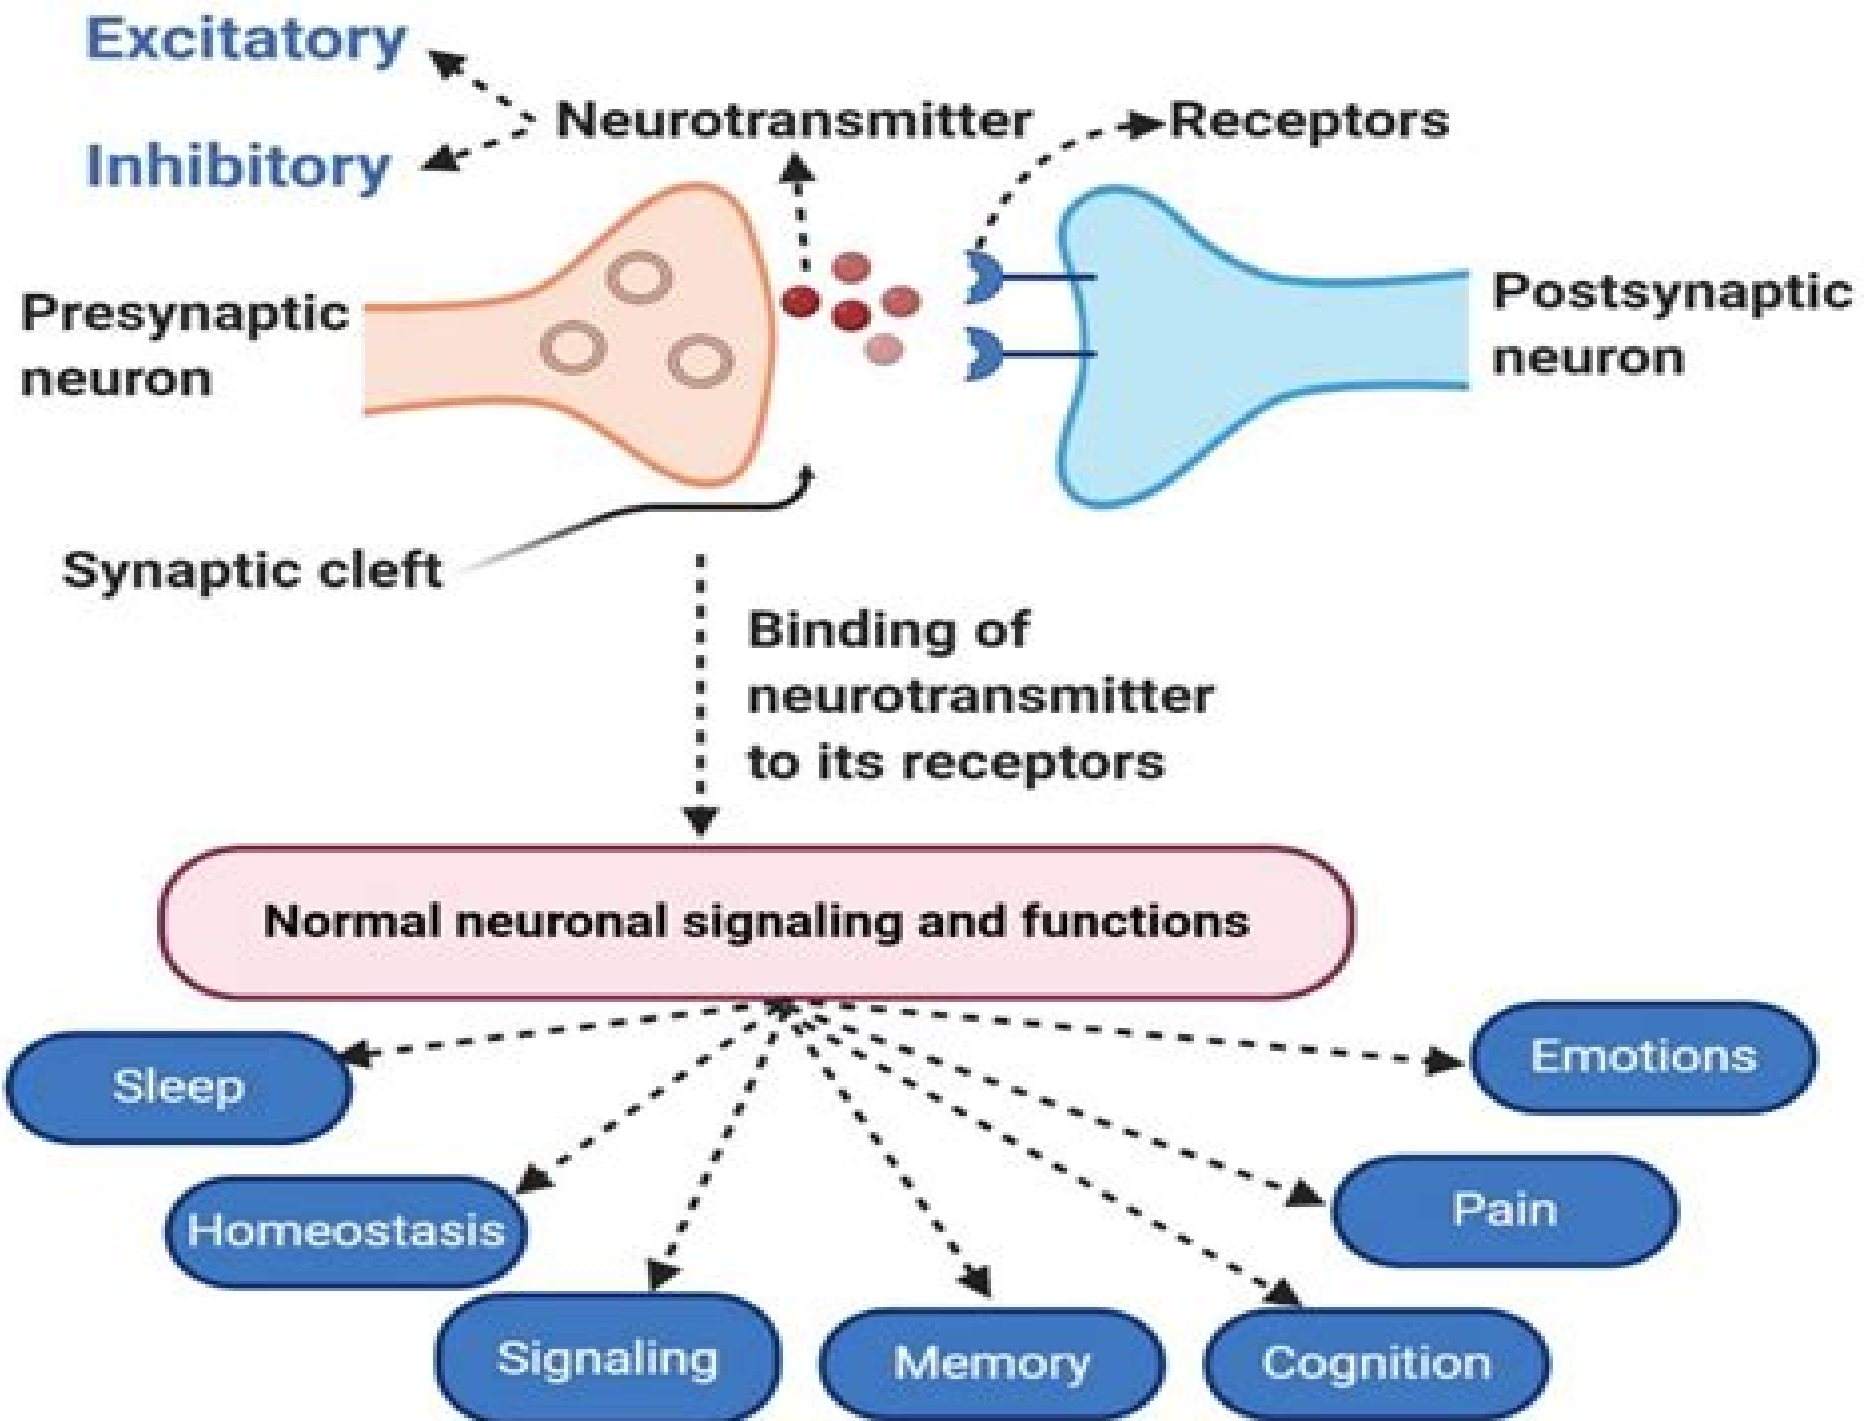 Excitatory
Inhibitory
Neurotransmitter
Receptors
Presynaptic
neuron
Postsynaptic
neuron
Synaptic cleft
Binding of
neurotransmitter
to its receptors
Normal neuronal signaling and functions
Sleep
Emotions
Homeostasis
Pain
Signaling
Memory
Cognition